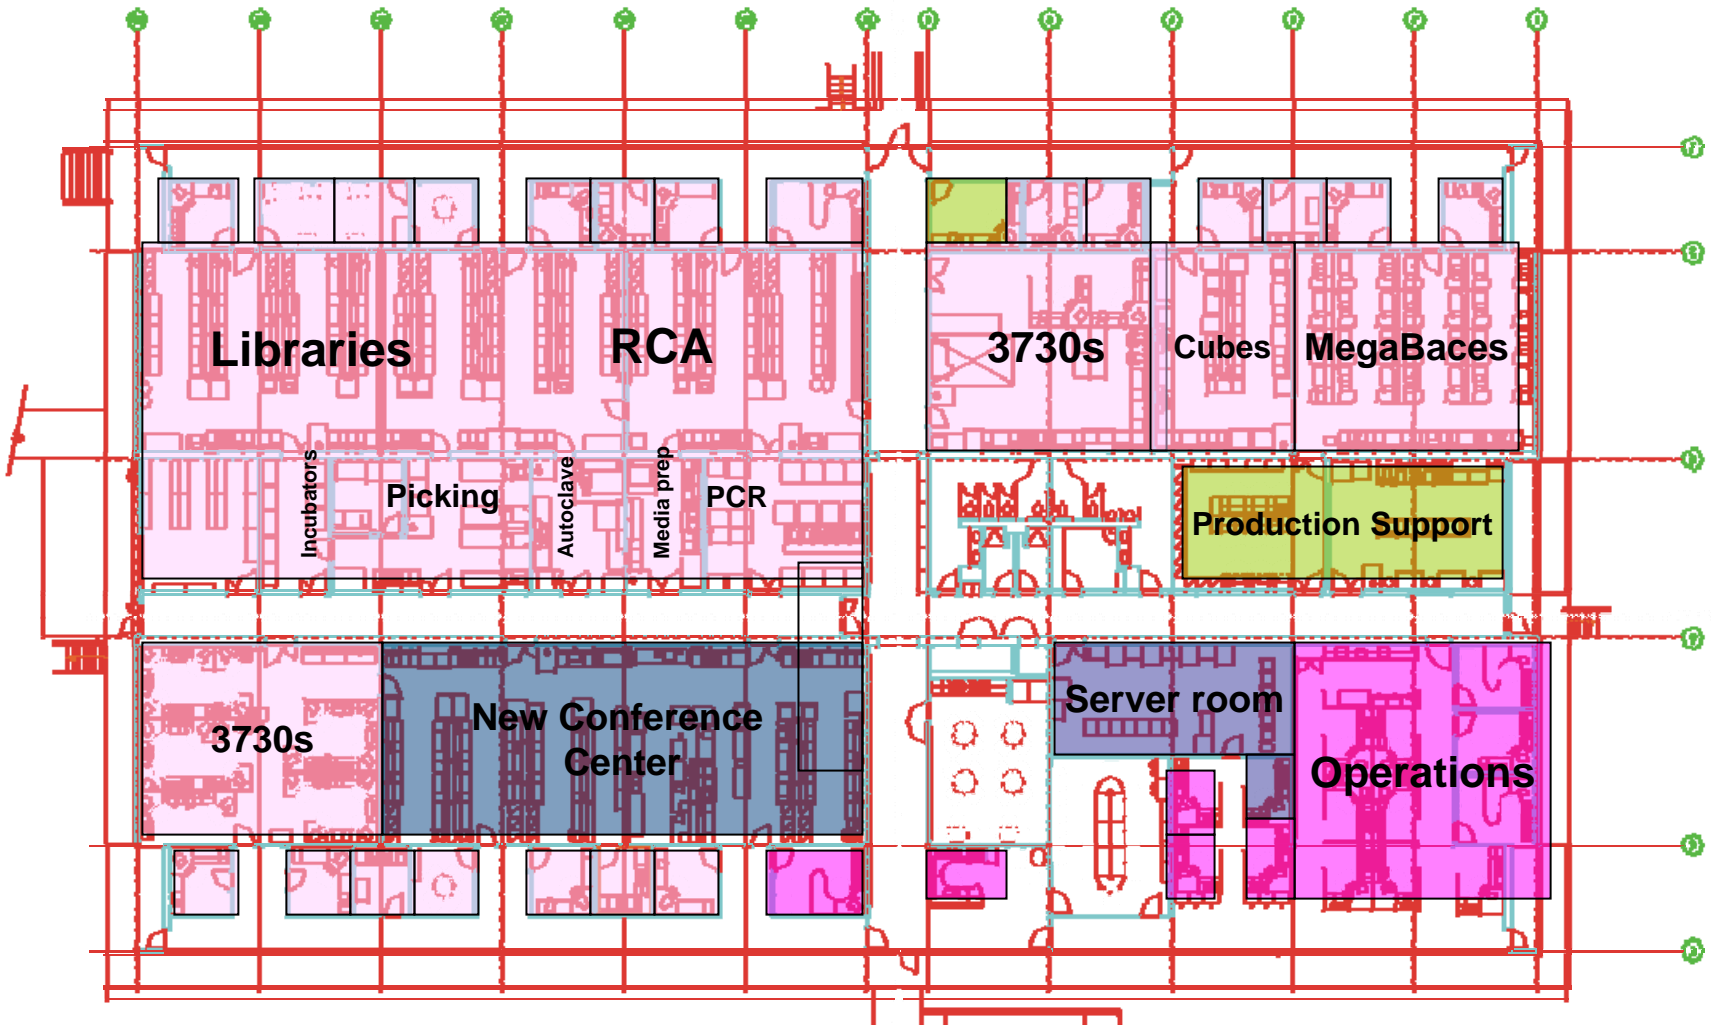 Libraries
RCA
3730s
Cubes
MegaBaces
Incubators
Picking
Autoclave
Media prep
PCR
Production Support
3730s
New Conference
Center
Server room
Operations